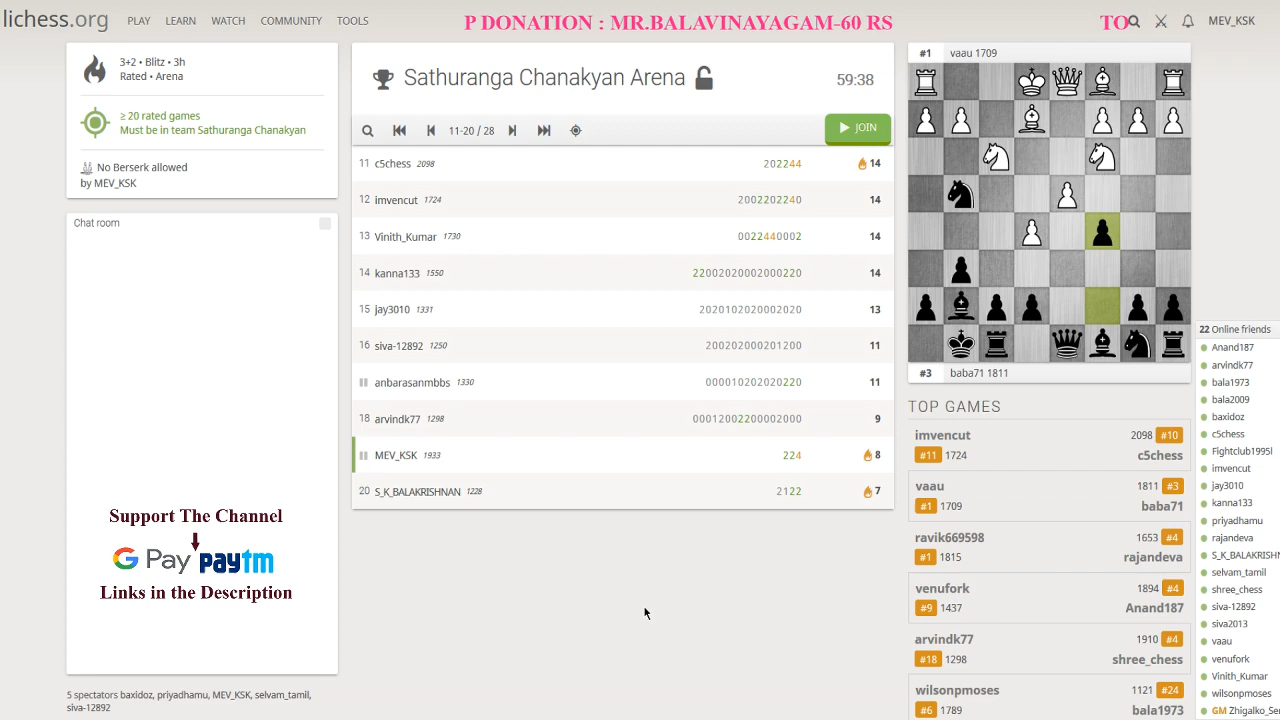 lichess.org PLAY LEARN WATCH COMMUNITY TOOLS P DONATION : MR.BALAVINAYAGAM-60 RS TO MEV_KSK
3+2 • Blitz • 3h
Rated • Arena
≥ 20 rated games
Must be in team Sathuranga Chanakyan
No Berserk allowed
by MEV_KSK
Chat room
Support The Channel
G Pay paytm
Links in the Description
5 spectators baxidoz, priyadhamu, MEV_KSK, selvam_tamil,
siva-12892
Sathuranga Chanakyan Arena 59:38
11-20 / 28 JOIN
11 c5chess 2098 202244 14
12 imvencut 1724 2002202240 14
13 Vinith_Kumar 1730 0022440002 14
14 kanna133 1550 22002020002000220 14
15 jay3010 1331 2020102020002020 13
16 siva-12892 1250 200202000201200 11
anbarasanmbbs 1330 000010202020220 11
18 arvindk77 1298 00012002200002000 9
MEV_KSK 1933 224 8
20 S_K_BALAKRISHNAN 1228 2122 7
#1 vaau 1709
#3 baba71 1811
TOP GAMES
imvencut 2098 #10
#11 1724 c5chess
vaau 1811 #3
#1 1709 baba71
ravik669598 1653 #4
#1 1815 rajandeva
venufork 1894 #4
#9 1437 Anand187
arvindk77 1910 #4
#18 1298 shree_chess
wilsonpmoses 1121 #24
#6 1789 bala1973
22 Online friends
Anand187
arvindk77
bala1973
bala2009
baxidoz
c5chess
Fightclub1995l
imvencut
jay3010
kanna133
priyadhamu
rajandeva
S_K_BALAKRISHN
selvam_tamil
shree_chess
siva-12892
siva2013
vaau
venufork
Vinith_Kumar
wilsonpmoses
GM Zhigalko_Se